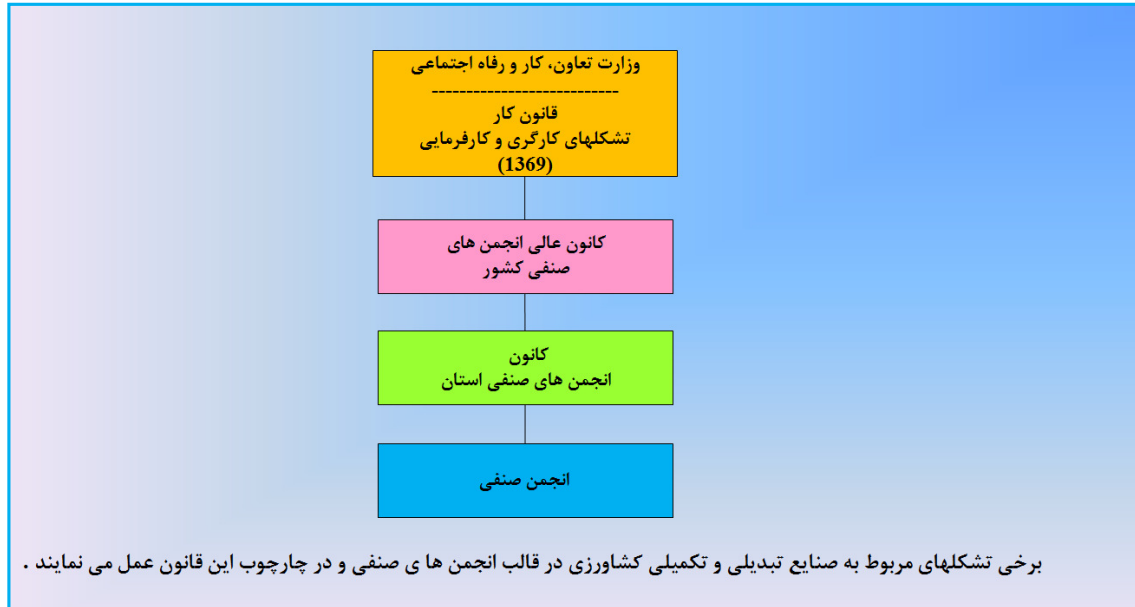 وزارت تعاون، کار و رفاه اجتماعی
---------------------------
قانون کار
تشکلهای کارگری و کارفرمایی
(1369)
کانون عالی انجمن های
صنفی کشور
کانون
انجمن های صنفی استان
انجمن صنفی
برخی تشکلهای مربوط به صنایع تبدیلی و تکمیلی کشاورزی در قالب انجمن ها ی صنفی و در چارچوب این قانون عمل می نمایند .